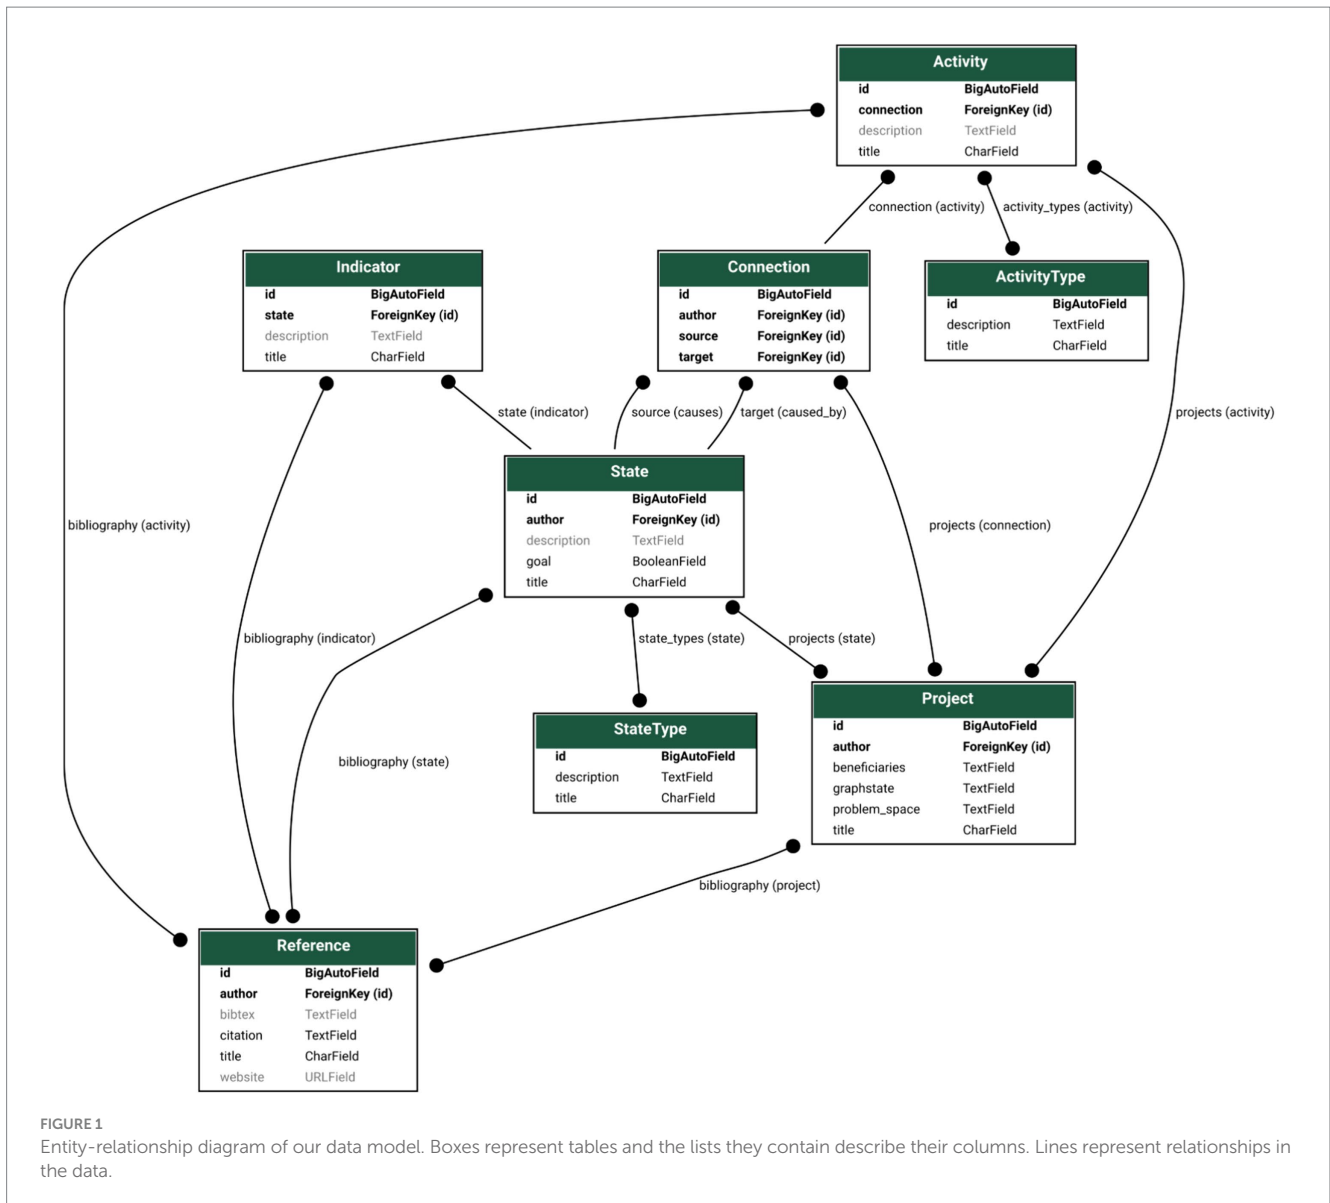 Activity
id BigAutoField
connection ForeignKey (id)
description TextField
title CharField
connection (activity)
activity_types (activity)
Indicator
id BigAutoField
state ForeignKey (id)
description TextField
title CharField
Connection
id BigAutoField
author ForeignKey (id)
source ForeignKey (id)
target ForeignKey (id)
ActivityType
id BigAutoField
description TextField
title CharField
state (indicator)
source (causes)
target (caused_by)
projects (activity)
State
id BigAutoField
author ForeignKey (id)
description TextField
goal BooleanField
title CharField
bibliography (activity)
projects (connection)
bibliography (indicator)
state_types (state)
projects (state)
bibliography (state)
StateType
id BigAutoField
description TextField
title CharField
Project
id BigAutoField
author ForeignKey (id)
beneficiaries TextField
graphstate TextField
problem_space TextField
title CharField
bibliography (project)
Reference
id BigAutoField
author ForeignKey (id)
bibtex TextField
citation TextField
title CharField
website URLField
FIGURE 1
Entity-relationship diagram of our data model. Boxes represent tables and the lists they contain describe their columns. Lines represent relationships in
the data.